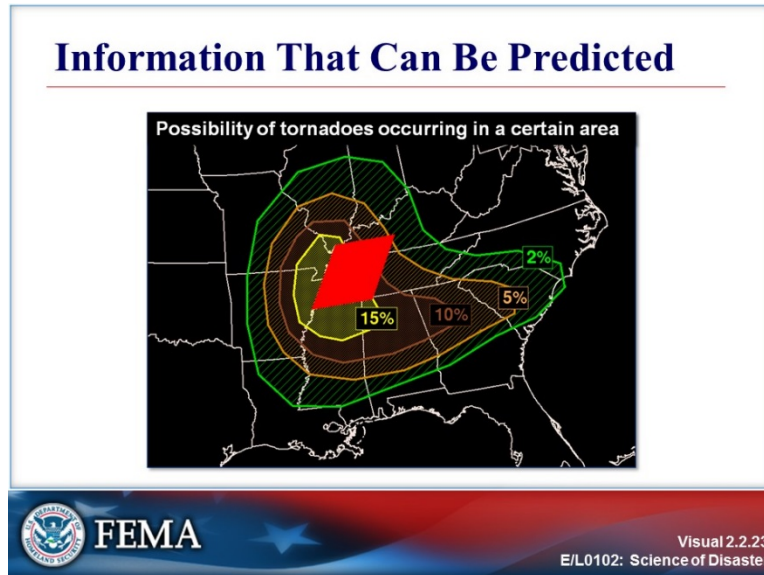 Information That Can Be Predicted
Possibility of tornadoes occurring in a certain area
2%
5%
10%
15%
FEMA
Visual 2.2.23
E/L0102: Science of Disaste